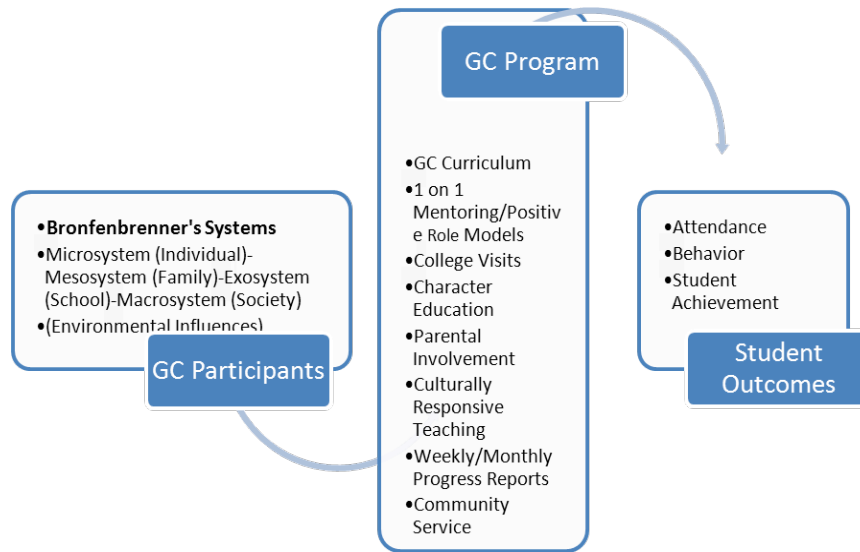 •Bronfenbrenner's Systems
•Microsystem (Individual)-
Mesosystem (Family)-Exosystem
(School)-Macrosystem (Society)
•(Environmental Influences)
GC Participants
GC Program
•GC Curriculum
•1 on 1
Mentoring/Positiv
e Role Models
•College Visits
•Character
Education
•Parental
Involvement
•Culturally
Responsive
Teaching
•Weekly/Monthly
Progress Reports
•Community
Service
•Attendance
•Behavior
•Student
Achievement
Student
Outcomes